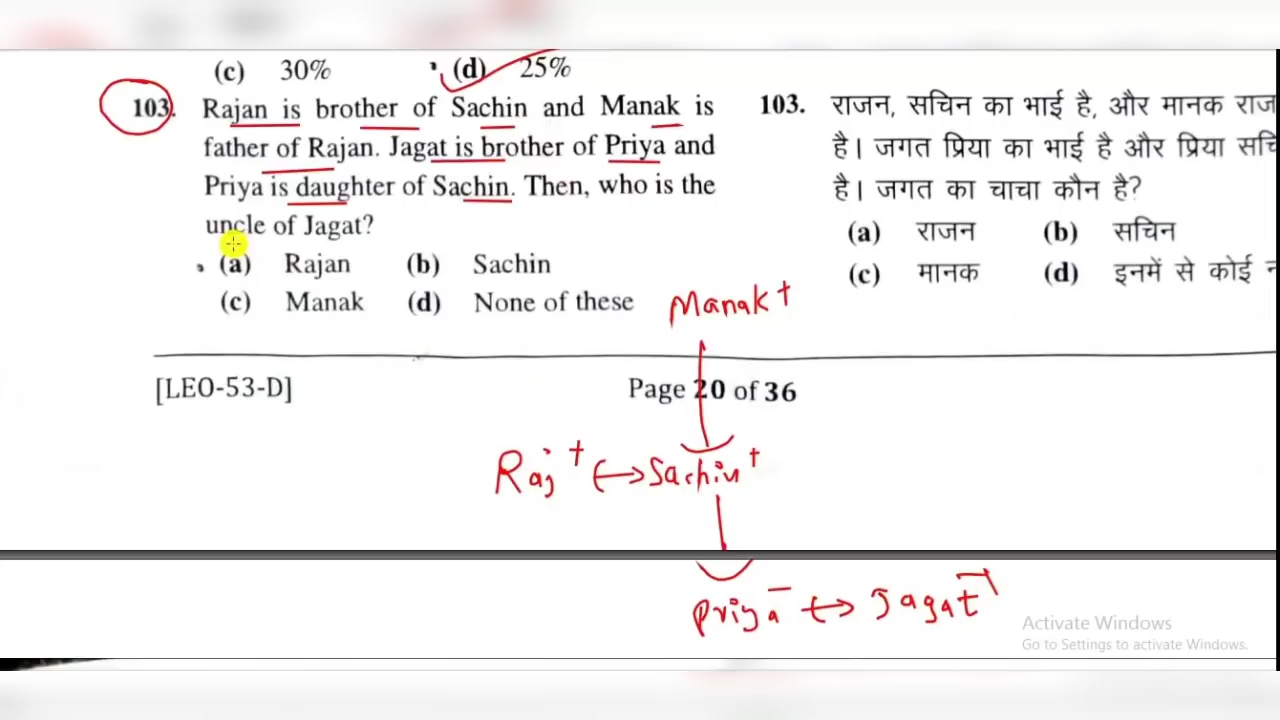 (c) 30% (d) 25%
103. Rajan is brother of Sachin and Manak is
father of Rajan. Jagat is brother of Priya and
Priya is daughter of Sachin. Then, who is the
uncle of Jagat?
(a) Rajan (b) Sachin
(c) Manak (d) None of these
103. राजन, सचिन का भाई है, और मानक राज
है। जगत प्रिया का भाई है और प्रिया सचि
है। जगत का चाचा कौन है?
(a) राजन (b) सचिन
(c) मानक (d) इनमें से कोई न
Manak +
[LEO-53-D] Page 20 of 36
Raj + ↔ Sachin +
Priya - ↔ Jagat
Activate Windows
Go to Settings to activate Windows.